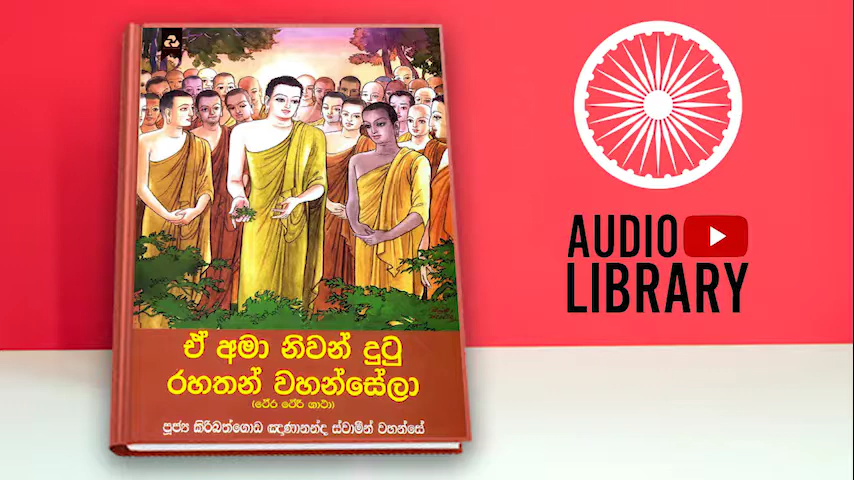 ඒ අමා නිවන් දුටු
රහතන් වහන්සේලා
(ථේර ථේරී ගාථා)
පූජ්‍ය කිරිබත්ගොඩ ඤාණානන්ද ස්වාමීන් වහන්සේ
AUDIO
LIBRARY